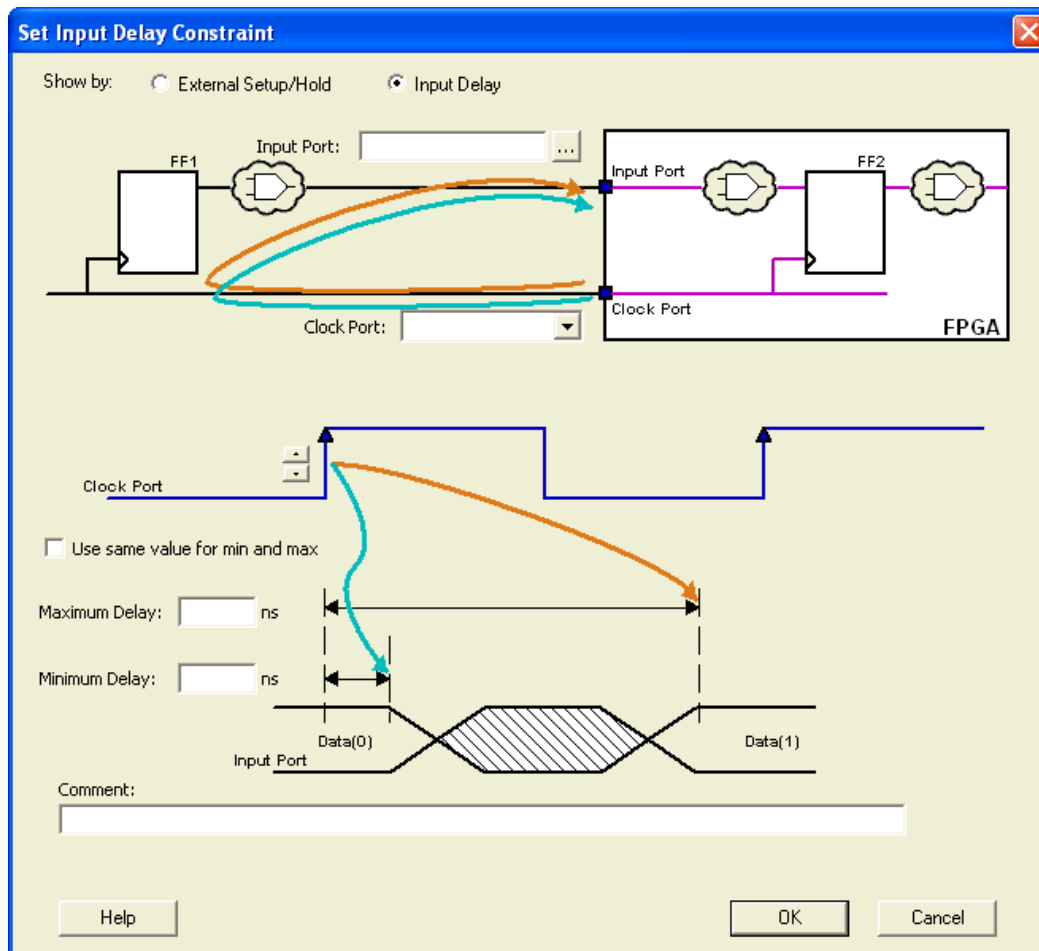 Set Input Delay Constraint
Show by: External Setup/Hold Input Delay
Input Port: ...
FF1
Input Port
FF2
Clock Port
Clock Port:
FPGA
Clock Port
Use same value for min and max
Maximum Delay: ns
Minimum Delay: ns
Data(0) Data(1)
Input Port
Comment:
Help OK Cancel